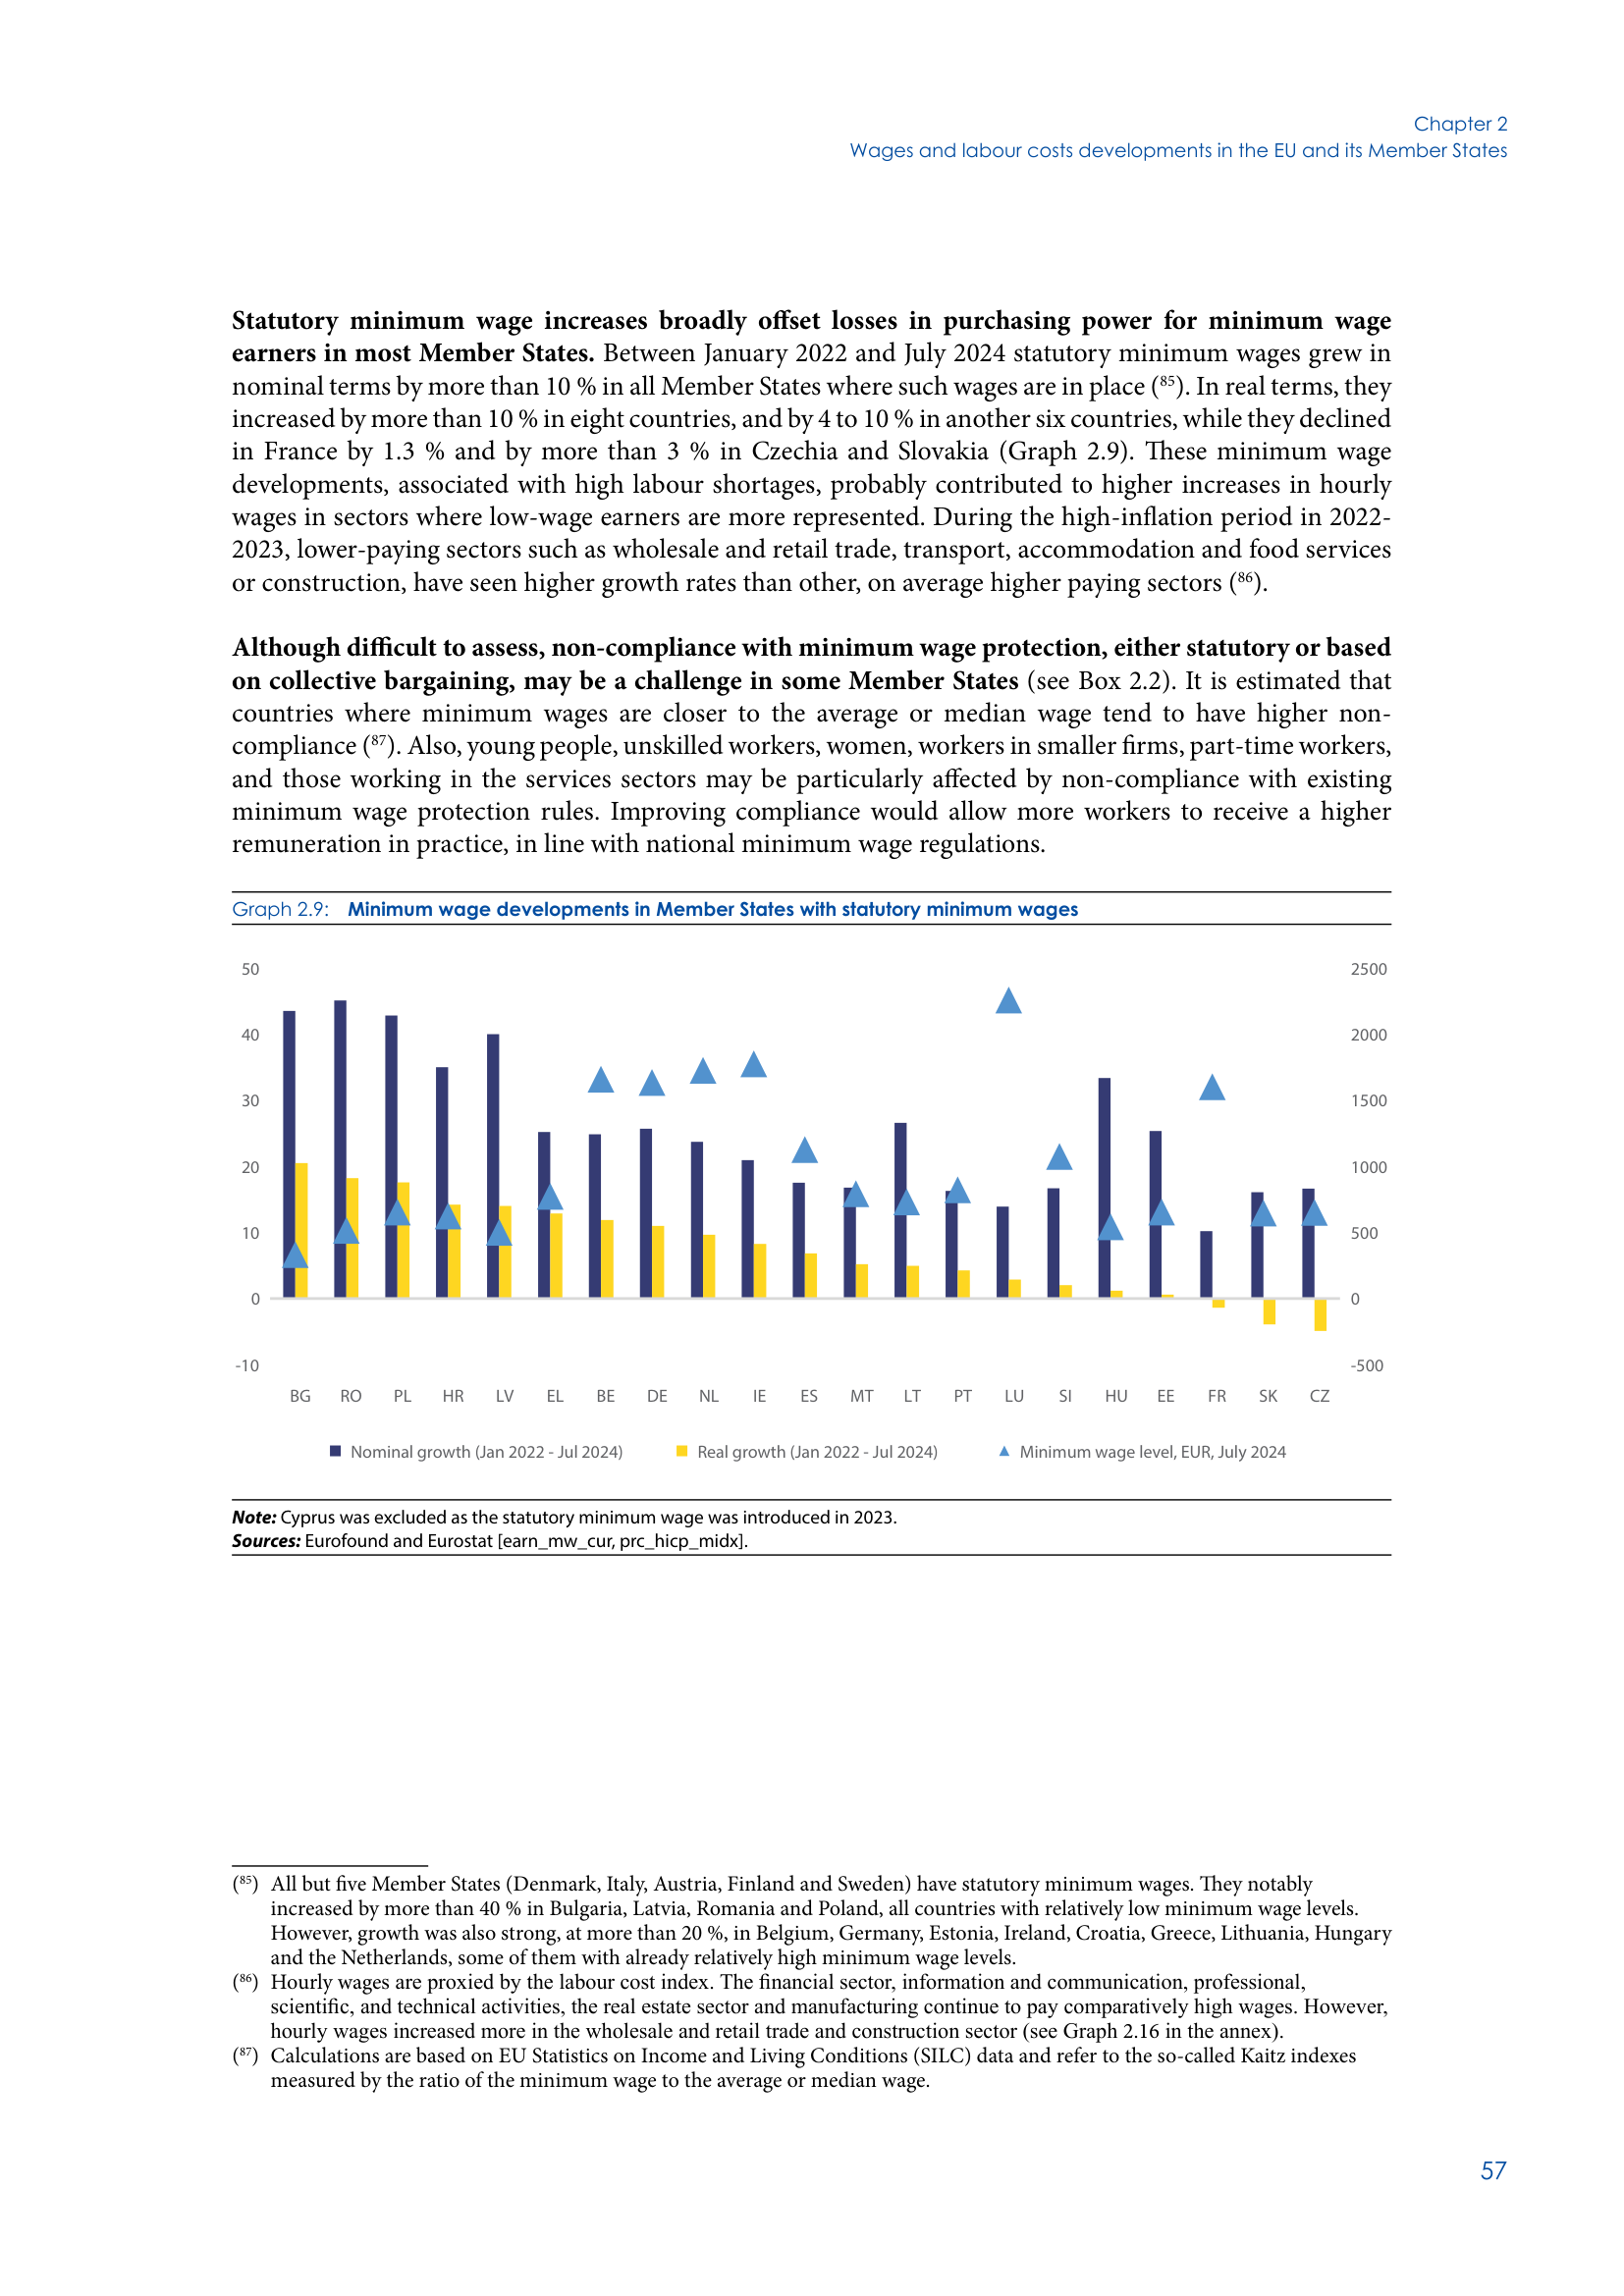 Chapter 2
Wages and labour costs developments in the EU and its Member States
Statutory minimum wage increases broadly offset losses in purchasing power for minimum wage
earners in most Member States. Between January 2022 and July 2024 statutory minimum wages grew in
nominal terms by more than 10 % in all Member States where such wages are in place (85). In real terms, they
increased by more than 10 % in eight countries, and by 4 to 10 % in another six countries, while they declined
in France by 1.3 % and by more than 3 % in Czechia and Slovakia (Graph 2.9). These minimum wage
developments, associated with high labour shortages, probably contributed to higher increases in hourly
wages in sectors where low-wage earners are more represented. During the high-inflation period in 2022-
2023, lower-paying sectors such as wholesale and retail trade, transport, accommodation and food services
or construction, have seen higher growth rates than other, on average higher paying sectors (86).
Although difficult to assess, non-compliance with minimum wage protection, either statutory or based
on collective bargaining, may be a challenge in some Member States (see Box 2.2). It is estimated that
countries where minimum wages are closer to the average or median wage tend to have higher non-
compliance (87). Also, young people, unskilled workers, women, workers in smaller firms, part-time workers,
and those working in the services sectors may be particularly affected by non-compliance with existing
minimum wage protection rules. Improving compliance would allow more workers to receive a higher
remuneration in practice, in line with national minimum wage regulations.
Graph 2.9: Minimum wage developments in Member States with statutory minimum wages
50 2500
40 2000
30 1500
20 1000
10 500
0 0
-10 -500
BG RO PL HR LV EL BE DE NL IE ES MT LT PT LU SI HU EE FR SK CZ
Nominal growth (Jan 2022 - Jul 2024) Real growth (Jan 2022 - Jul 2024) Minimum wage level, EUR, July 2024
Note: Cyprus was excluded as the statutory minimum wage was introduced in 2023.
Sources: Eurofound and Eurostat [earn_mw_cur, prc_hicp_midx].
(85) All but five Member States (Denmark, Italy, Austria, Finland and Sweden) have statutory minimum wages. They notably
increased by more than 40 % in Bulgaria, Latvia, Romania and Poland, all countries with relatively low minimum wage levels.
However, growth was also strong, at more than 20 %, in Belgium, Germany, Estonia, Ireland, Croatia, Greece, Lithuania, Hungary
and the Netherlands, some of them with already relatively high minimum wage levels.
(86) Hourly wages are proxied by the labour cost index. The financial sector, information and communication, professional,
scientific, and technical activities, the real estate sector and manufacturing continue to pay comparatively high wages. However,
hourly wages increased more in the wholesale and retail trade and construction sector (see Graph 2.16 in the annex).
(87) Calculations are based on EU Statistics on Income and Living Conditions (SILC) data and refer to the so-called Kaitz indexes
measured by the ratio of the minimum wage to the average or median wage.
57